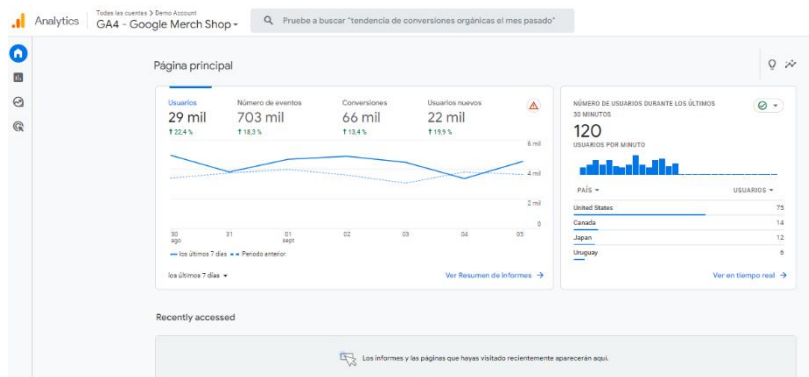 Analytics
Todas las cuentas > Demo Account
GA4 - Google Merch Shop
Pruebe a buscar "tendencia de conversiones orgánicas el mes pasado"
Página principal
Usuarios
29 mil
↑ 22,4 %
Número de eventos
703 mil
↑ 18,3 %
Conversiones
66 mil
↑ 13,4 %
Usuarios nuevos
22 mil
↑ 19,9 %
6 mil
4 mil
2 mil
0
30
ago
31
01
sept
02
03
04
05
los últimos 7 días
Periodo anterior
los últimos 7 días
Ver Resumen de informes
NÚMERO DE USUARIOS DURANTE LOS ÚLTIMOS
30 MINUTOS
120
USUARIOS POR MINUTO
PAÍS
USUARIOS
United States
75
Canada
14
Japan
12
Uruguay
6
Ver en tiempo real
Recently accessed
Los informes y las páginas que hayas visitado recientemente aparecerán aquí.